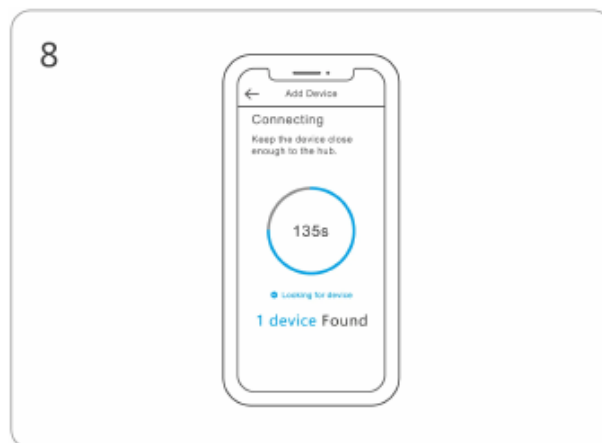 8
Add Device
Connecting
Keep the device close
enough to the hub.
135s
Looking for device
1 device Found